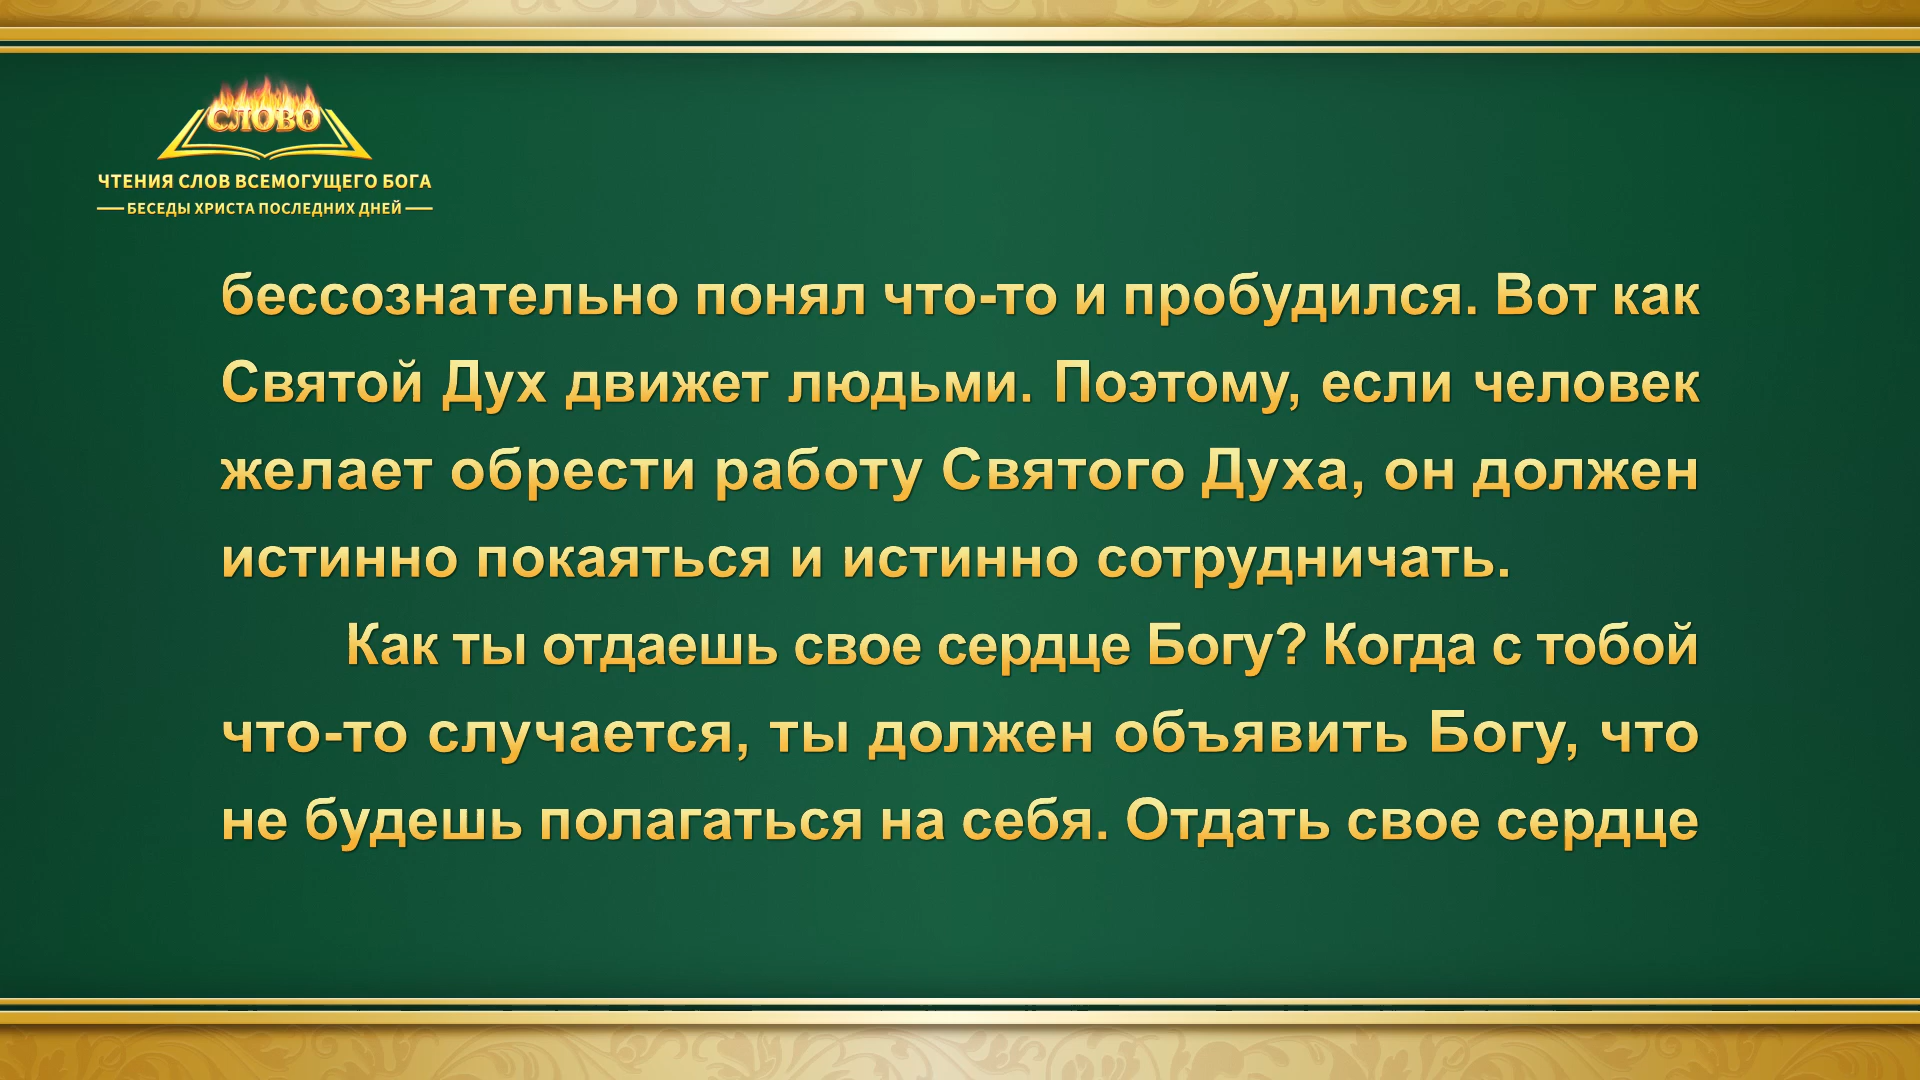 СЛОВО
ЧТЕНИЯ СЛОВ ВСЕМОГУЩЕГО БОГА
БЕСЕДЫ ХРИСТА ПОСЛЕДНИХ ДНЕЙ
бессознательно понял что-то и пробудился. Вот как
Святой Дух движет людьми. Поэтому, если человек
желает обрести работу Святого Духа, он должен
истинно покаяться и истинно сотрудничать.
Как ты отдаешь свое сердце Богу? Когда с тобой
что-то случается, ты должен объявить Богу, что
не будешь полагаться на себя. Отдать свое сердце